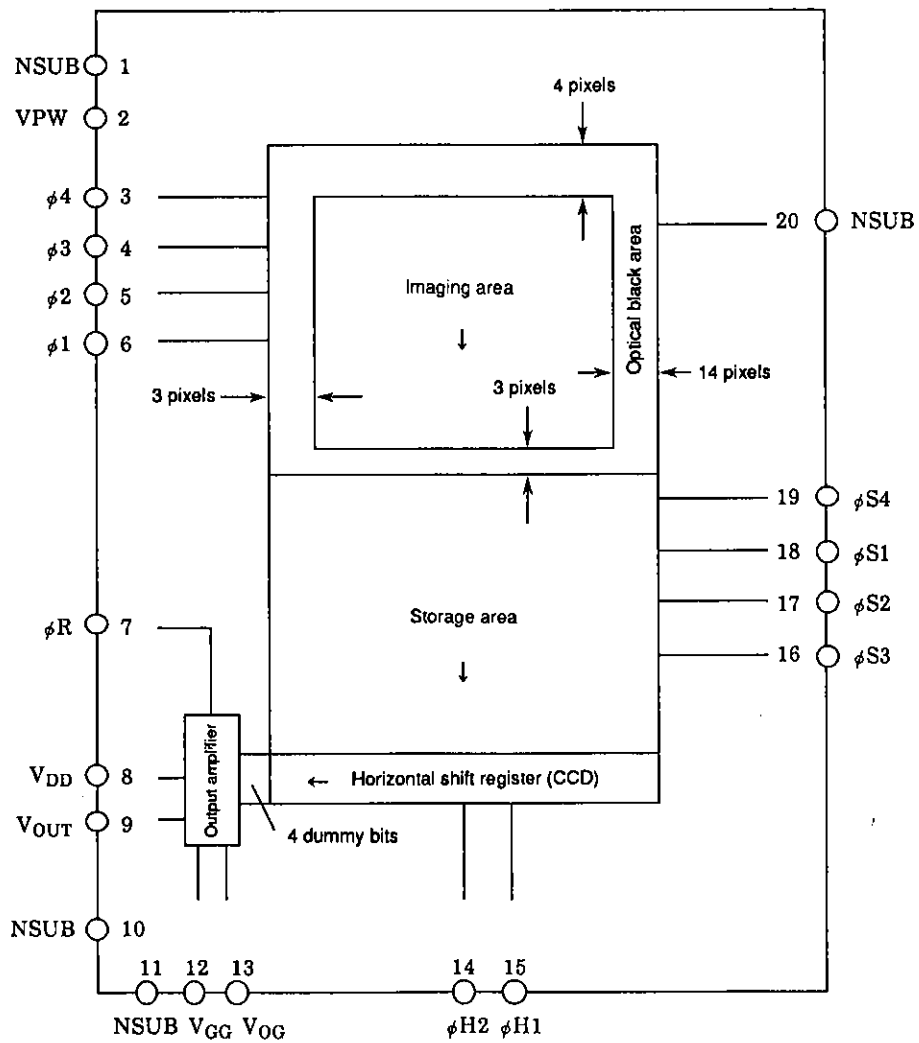 NSUB 1
VPW 2
4 pixels
ϕ4 3
ϕ3 4
ϕ2 5
ϕ1 6
20 NSUB
Imaging area
Optical black area
3 pixels
3 pixels
14 pixels
19 ϕS4
18 ϕS1
17 ϕS2
16 ϕS3
Storage area
ϕR 7
Output amplifier
VDD 8
VOUT 9
Horizontal shift register (CCD)
4 dummy bits
NSUB 10
11 12 13 14 15
NSUB VGG VOG ϕH2 ϕH1